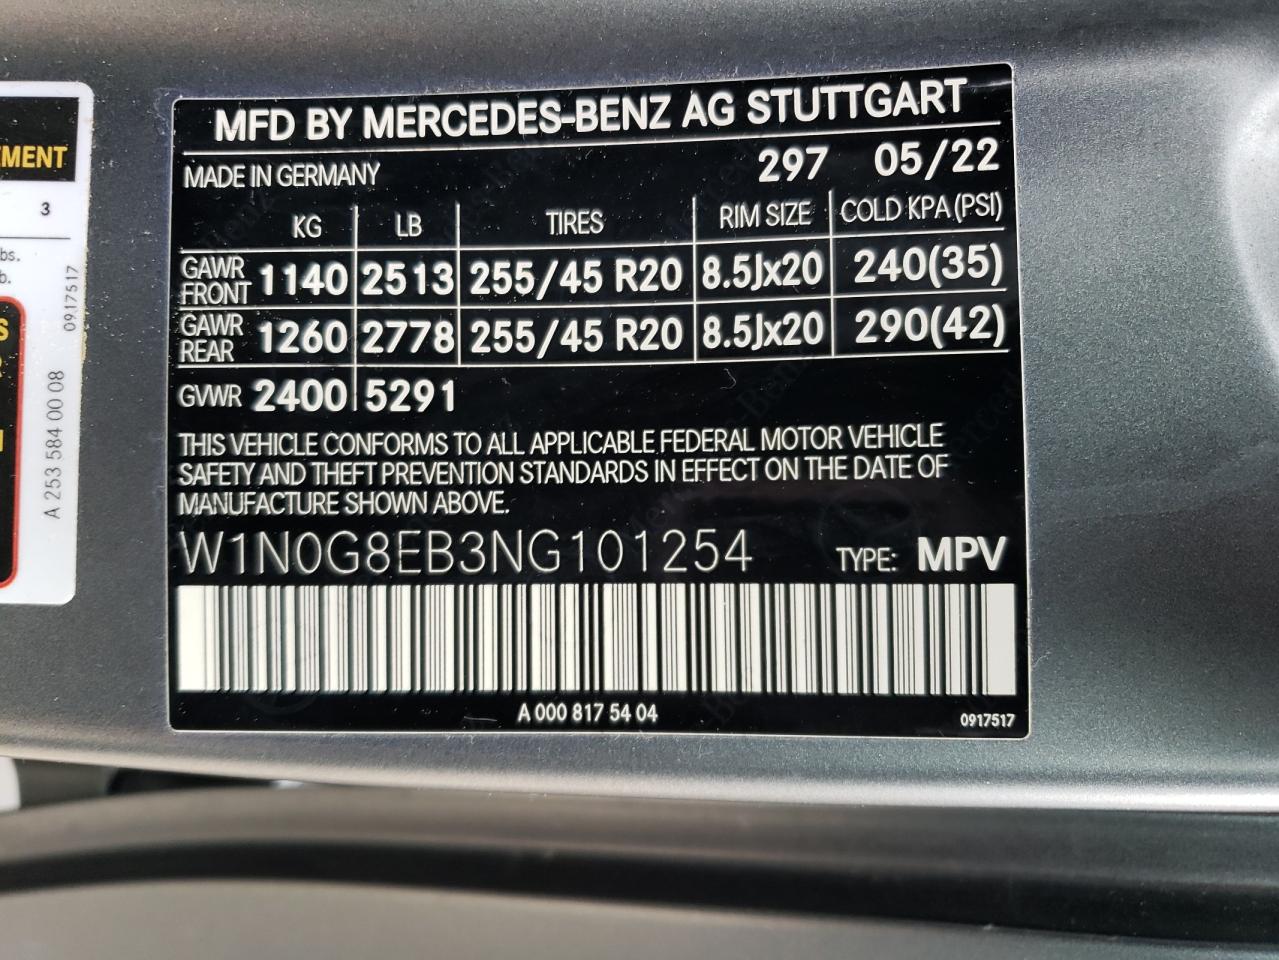 MFD BY MERCEDES-BENZ AG STUTTGART
MADE IN GERMANY 297 05/22
KG LB TIRES RIM SIZE COLD KPA (PSI)
GAWR FRONT 1140 2513 255/45 R20 8.5Jx20 240(35)
GAWR REAR 1260 2778 255/45 R20 8.5Jx20 290(42)
GVWR 2400 5291
THIS VEHICLE CONFORMS TO ALL APPLICABLE FEDERAL MOTOR VEHICLE
SAFETY AND THEFT PREVENTION STANDARDS IN EFFECT ON THE DATE OF
MANUFACTURE SHOWN ABOVE.
W1N0G8EB3NG101254 TYPE: MPV
A 000 817 54 04
0917517
EMENT
3
bs.
b.
0917517
A 253 584 00 08